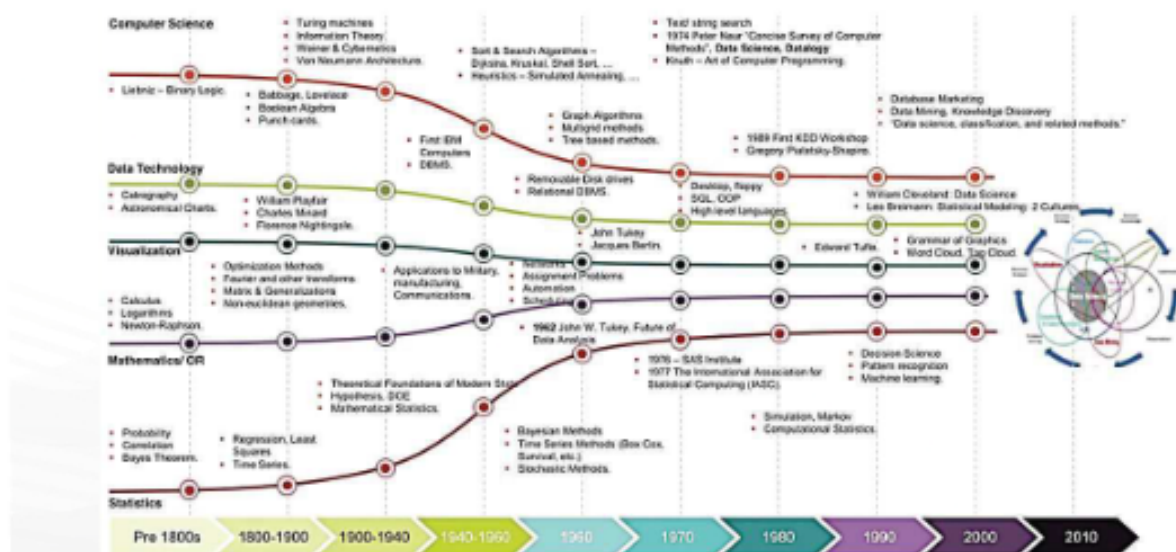 Computer Science
Turing machines
Information Theory
Weiner & Cybernetics
Von Neumann Architecture.
Leibniz – Binary Logic.
Babbage, Lovelace
Boolean Algebra
Punch cards.
Sort & Search Algorithms –
Dijkstra, Kruskal, Shell Sort, ...
Heuristics – Simulated Annealing, ...
Text/ string search
1974 Peter Naur "Concise Survey of Computer
Methods", Data Science, Datalogy
Knuth – Art of Computer Programming.
First IBM
Computers
DBMS.
Graph Algorithms
Multigrid methods
Tree based methods.
1989 First KDD Workshop
Gregory Piatetsky-Shapiro.
Database Marketing
Data Mining, Knowledge Discovery
"Data science, classification, and related methods."
Data Technology
Calligraphy
Astronomical Charts.
William Playfair
Charles Minard
Florence Nightingale.
Removable Disk drives
Relational DBMS.
Desktop, floppy
SQL, OOP
High level languages.
William Cleveland: Data Science
Leo Breimann: Statistical Modeling: 2 Cultures
Visualization
John Tukey
Jacques Bertin.
Edward Tufte.
Grammar of Graphics
Word Cloud, Tag Cloud.
Calculus
Logarithms
Newton-Raphson.
Optimization Methods
Fourier and other transforms
Matrix & Generalizations
Non-euclidean geometries.
Applications to Military,
manufacturing,
Communications.
Networks
Assignment Problems
Automation
Scheduling
Mathematics/ OR
1962 John W. Tukey, Future of
Data Analysis
1976 – SAS Institute
1977 The International Association for
Statistical Computing (IASC).
Decision Science
Pattern recognition
Machine learning.
Theoretical Foundations of Modern Stat
Hypothesis, DOE
Mathematical Statistics.
Probability
Correlation
Bayes Theorem.
Regression, Least
Squares
Time Series.
Bayesian Methods
Time Series Methods (Box Cox,
Survival, etc.)
Stochastic Methods.
Simulation, Markov
Computational Statistics.
Statistics
Pre 1800s
1800-1900
1900-1940
1940-1960
1960
1970
1980
1990
2000
2010